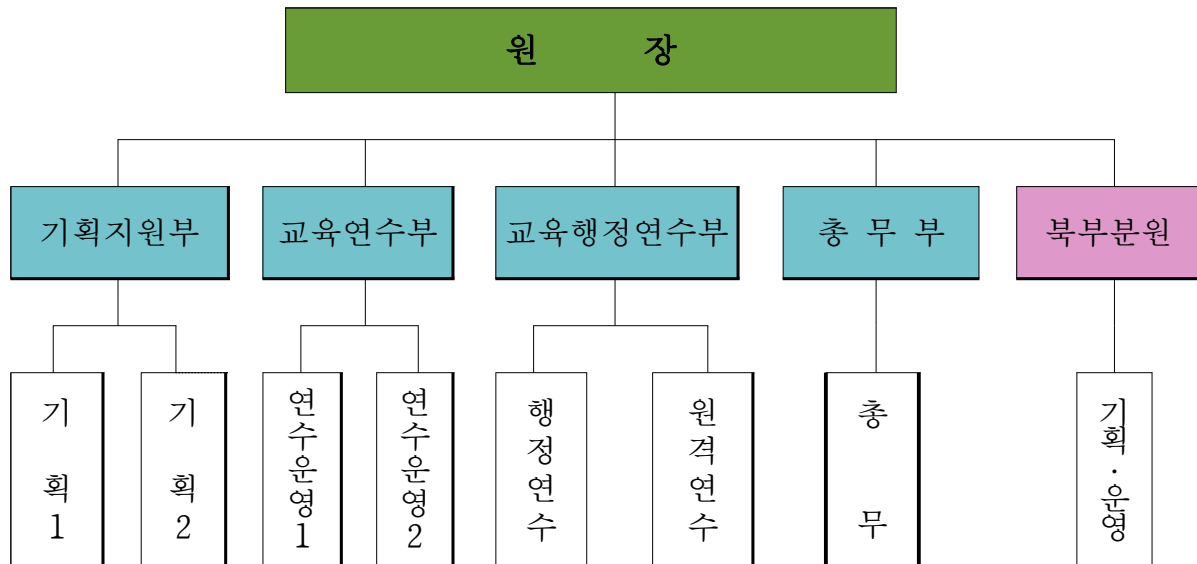 원 장
기획지원부
교육연수부
교육행정연수부
총 무 부
북부분원
기 획 1
기 획 2
연수운영1
연수운영2
행정연수
원격연수
총 무
기획·운영